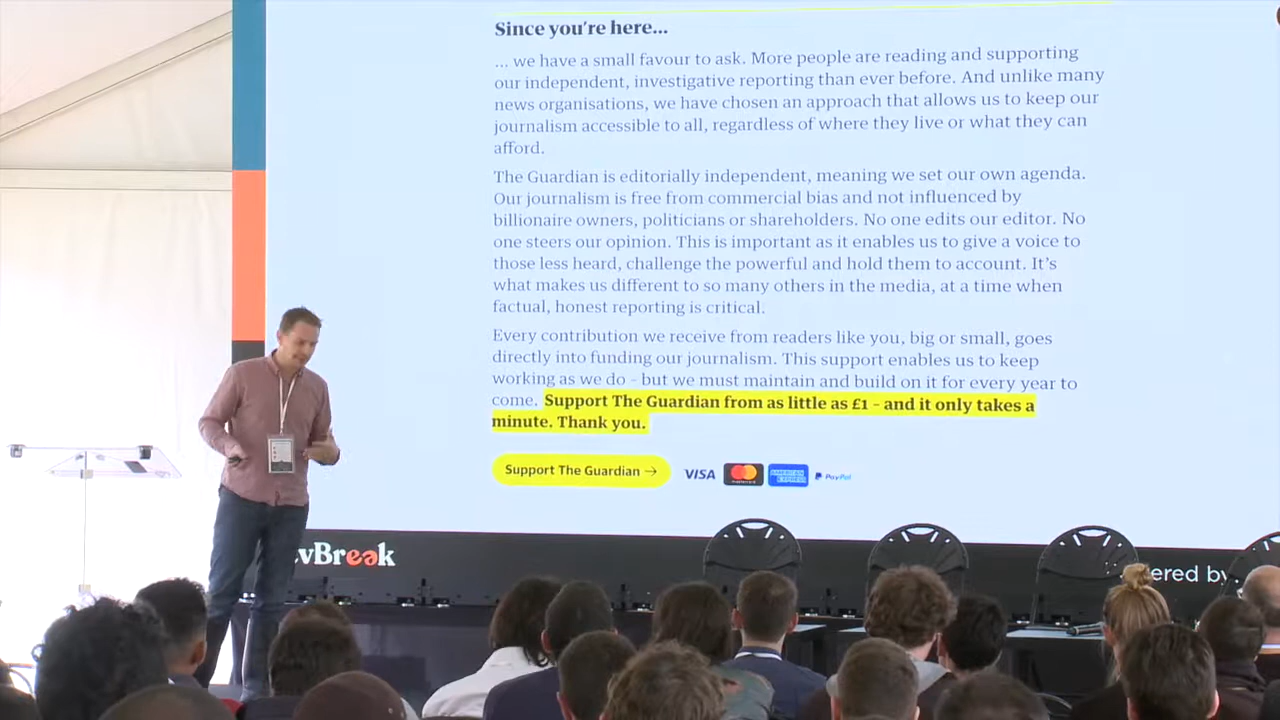 Since you're here...
... we have a small favour to ask. More people are reading and supporting
our independent, investigative reporting than ever before. And unlike many
news organisations, we have chosen an approach that allows us to keep our
journalism accessible to all, regardless of where they live or what they can
afford.
The Guardian is editorially independent, meaning we set our own agenda.
Our journalism is free from commercial bias and not influenced by
billionaire owners, politicians or shareholders. No one edits our editor. No
one steers our opinion. This is important as it enables us to give a voice to
those less heard, challenge the powerful and hold them to account. It's
what makes us different to so many others in the media, at a time when
factual, honest reporting is critical.
Every contribution we receive from readers like you, big or small, goes
directly into funding our journalism. This support enables us to keep
working as we do – but we must maintain and build on it for every year to
come. Support The Guardian from as little as £1 – and it only takes a
minute. Thank you.
Support The Guardian → VISA mastercard AMERICAN EXPRESS PayPal
vBreak
ered by